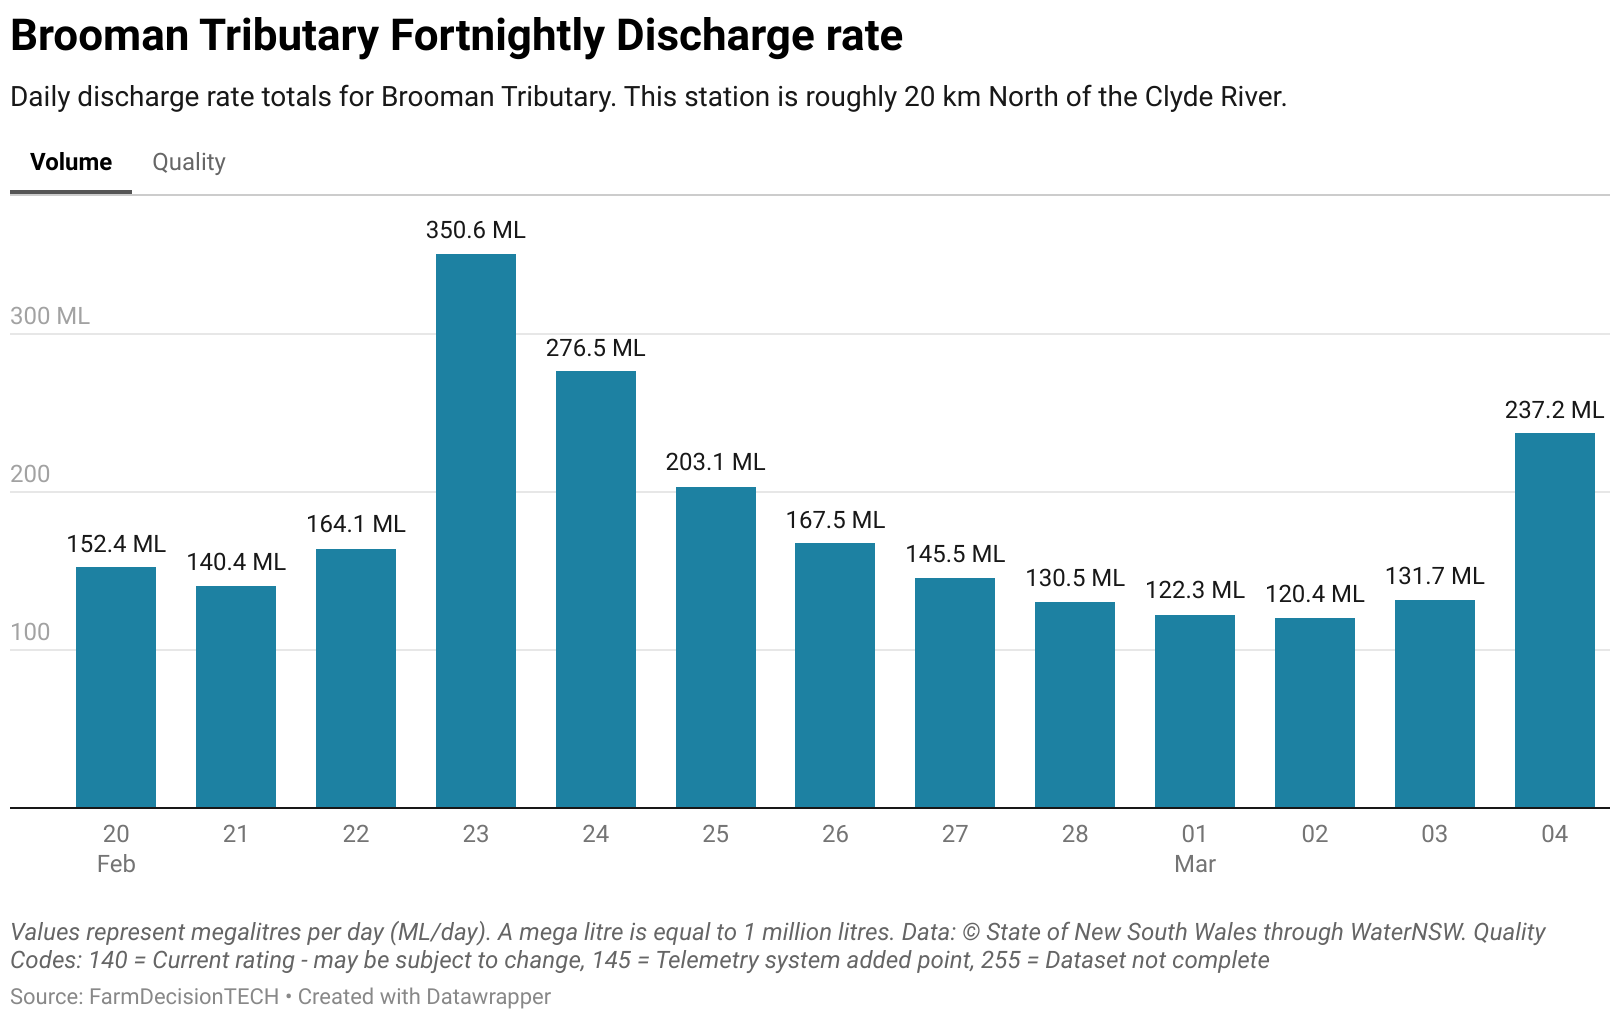 Brooman Tributary Fortnightly Discharge rate
Daily discharge rate totals for Brooman Tributary. This station is roughly 20 km North of the Clyde River.
Volume Quality
350.6 ML
300 ML
276.5 ML
237.2 ML
203.1 ML
200
167.5 ML
164.1 ML
152.4 ML
145.5 ML
140.4 ML
131.7 ML
130.5 ML
122.3 ML
120.4 ML
100
20 21 22 23 24 25 26 27 28 01 02 03 04
Feb Mar
Values represent megalitres per day (ML/day). A mega litre is equal to 1 million litres. Data: © State of New South Wales through WaterNSW. Quality
Codes: 140 = Current rating - may be subject to change, 145 = Telemetry system added point, 255 = Dataset not complete
Source: FarmDecisionTECH • Created with Datawrapper